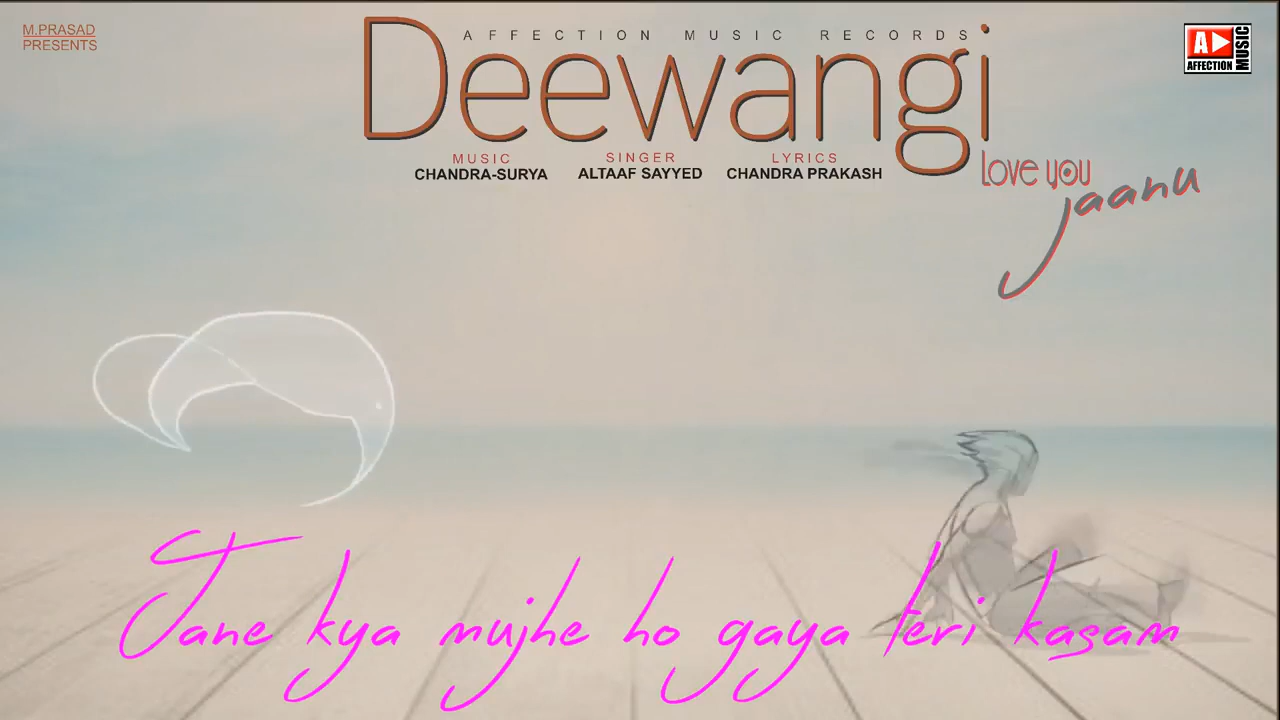 M.PRASAD
PRESENTS
AFFECTION MUSIC RECORDS
Deewangi
MUSIC SINGER LYRICS
CHANDRA-SURYA ALTAAF SAYYED CHANDRA PRAKASH
Love you
jaanu
A
AFFECTION
MUSIC
Jane kya mujhe ho gaya teri kasam